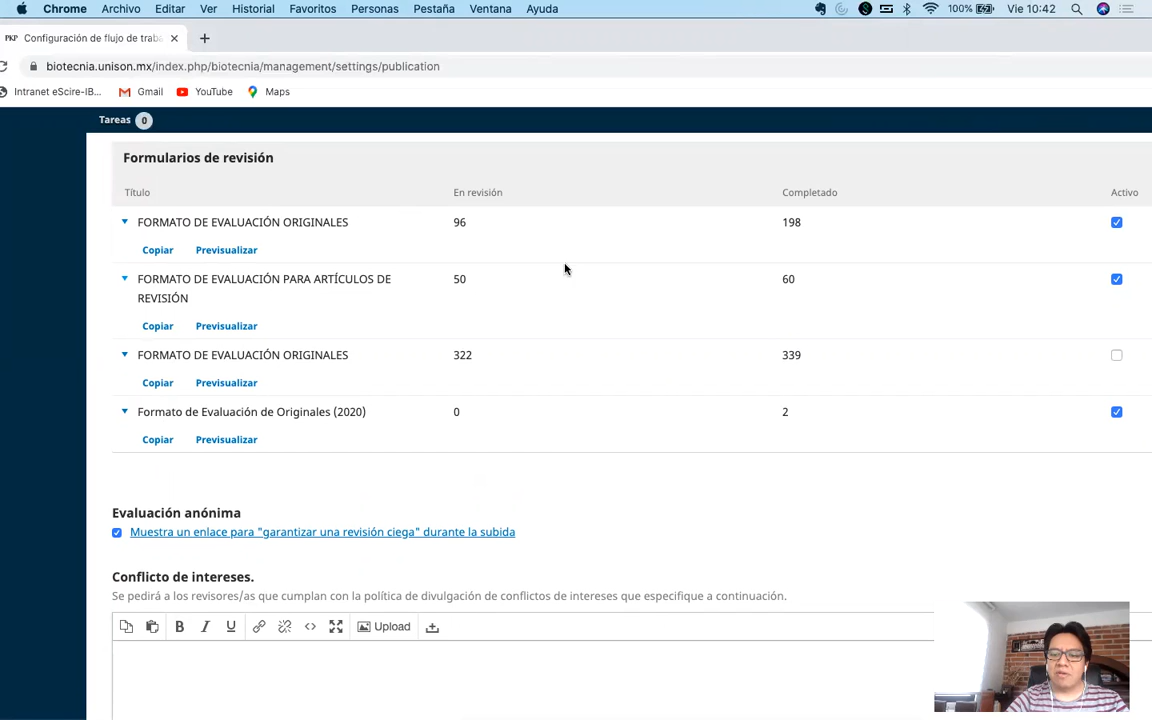 Chrome Archivo Editar Ver Historial Favoritos Personas Pestaña Ventana Ayuda 100% Vie 10:42
PKP Configuración de flujo de traba
biotecnia.unison.mx/index.php/biotecnia/management/settings/publication
Intranet eScire-IB... Gmail YouTube Maps
Tareas 0
Formularios de revisión
Título En revisión Completado Activo
FORMATO DE EVALUACIÓN ORIGINALES 96 198
Copiar Previsualizar
FORMATO DE EVALUACIÓN PARA ARTÍCULOS DE 50 60
REVISIÓN
Copiar Previsualizar
FORMATO DE EVALUACIÓN ORIGINALES 322 339
Copiar Previsualizar
Formato de Evaluación de Originales (2020) 0 2
Copiar Previsualizar
Evaluación anónima
Muestra un enlace para "garantizar una revisión ciega" durante la subida
Conflicto de intereses.
Se pedirá a los revisores/as que cumplan con la política de divulgación de conflictos de intereses que especifique a continuación.
B I U Upload